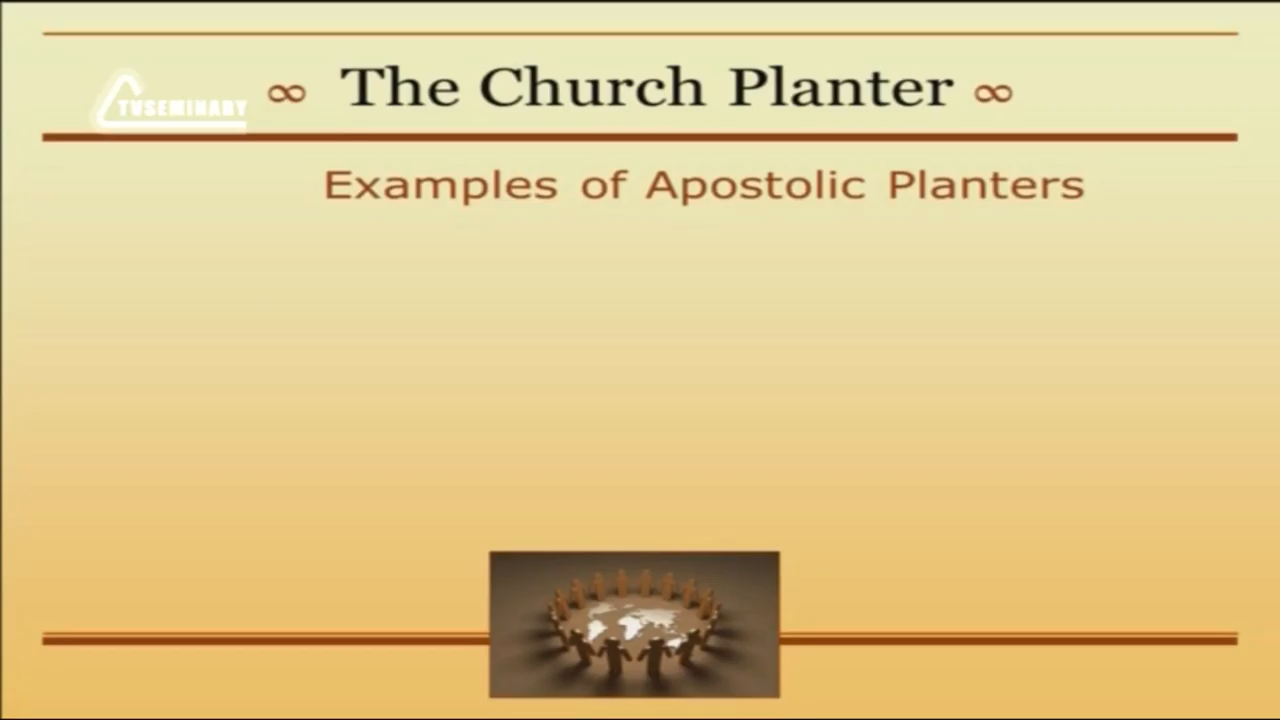 ∞ The Church Planter ∞
TVSEMINARY
Examples of Apostolic Planters